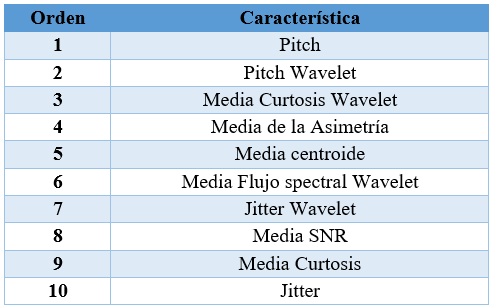 Orden Característica
1 Pitch
2 Pitch Wavelet
3 Media Curtosis Wavelet
4 Media de la Asimetría
5 Media centroide
6 Media Flujo spectral Wavelet
7 Jitter Wavelet
8 Media SNR
9 Media Curtosis
10 Jitter